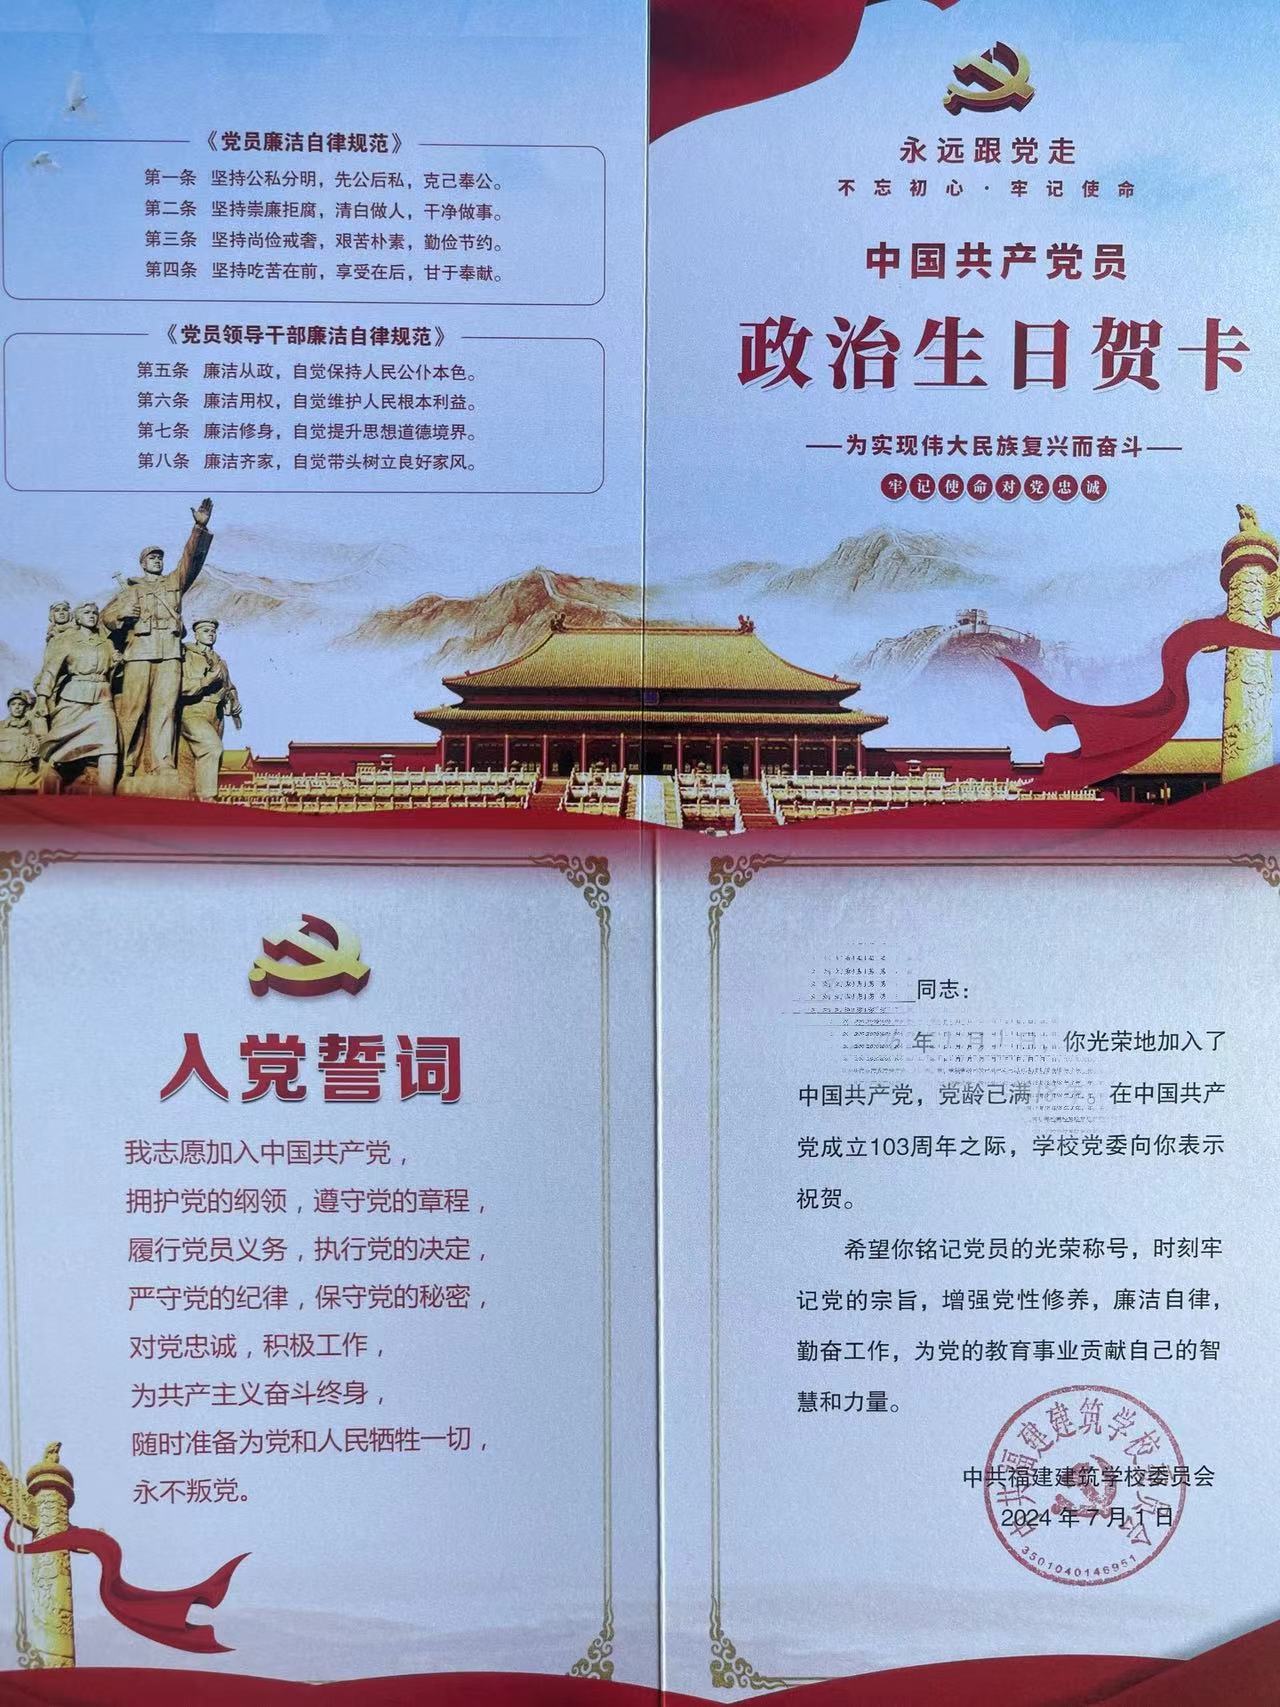 《党员廉洁自律规范》
第一条 坚持公私分明，先公后私，克己奉公。
第二条 坚持崇廉拒腐，清白做人，干净做事。
第三条 坚持尚俭戒奢，艰苦朴素，勤俭节约。
第四条 坚持吃苦在前，享受在后，甘于奉献。
《党员领导干部廉洁自律规范》
第五条 廉洁从政，自觉保持人民公仆本色。
第六条 廉洁用权，自觉维护人民根本利益。
第七条 廉洁修身，自觉提升思想道德境界。
第八条 廉洁齐家，自觉带头树立良好家风。
永远跟党走
不忘初心·牢记使命
中国共产党员
政治生日贺卡
——为实现伟大民族复兴而奋斗——
牢记使命对党忠诚
入党誓词
我志愿加入中国共产党，
拥护党的纲领，遵守党的章程，
履行党员义务，执行党的决定，
严守党的纪律，保守党的秘密，
对党忠诚，积极工作，
为共产主义奋斗终身，
随时准备为党和人民牺牲一切，
永不叛党。
同志：
年 月 你光荣地加入了
中国共产党，党龄已满 。在中国共产
党成立103周年之际，学校党委向你表示
祝贺。
希望你铭记党员的光荣称号，时刻牢
记党的宗旨，增强党性修养，廉洁自律，
勤奋工作，为党的教育事业贡献自己的智
慧和力量。
中共福建建筑学校委员会
2024年7月1日
中共福建建筑学校委员会
3501040146951